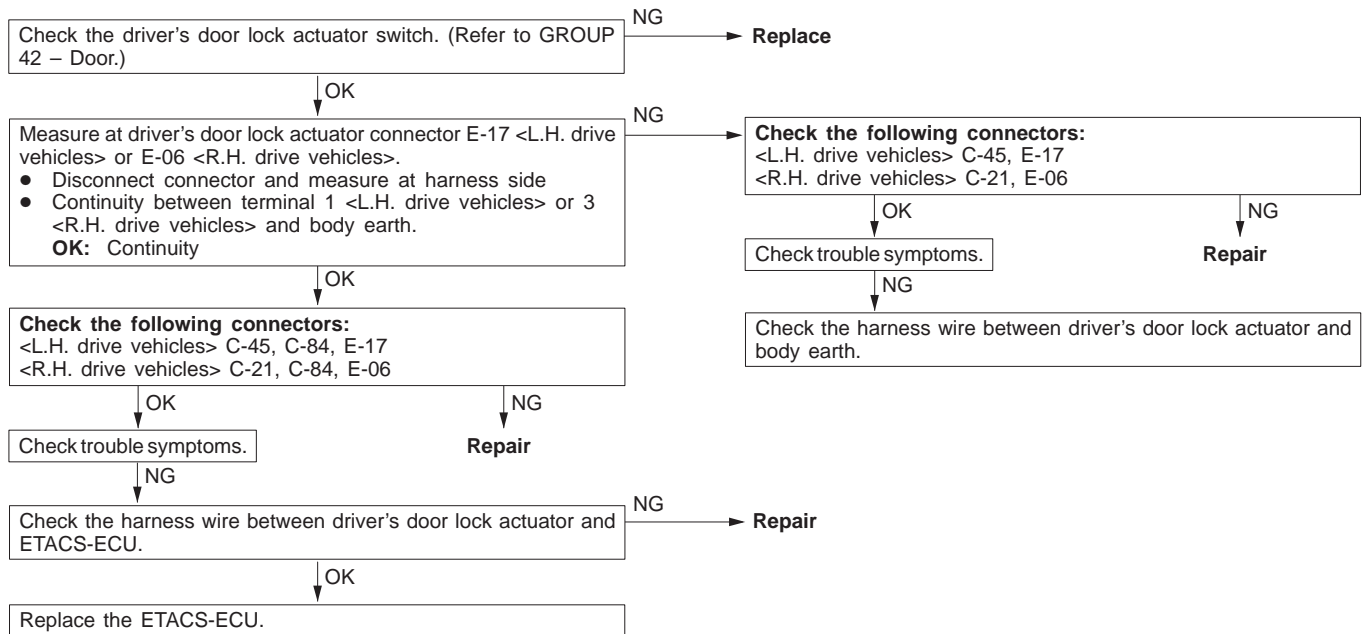 Check the driver's door lock actuator switch. (Refer to GROUP
42 – Door.)
NG
Replace
OK
Measure at driver's door lock actuator connector E-17 <L.H. drive
vehicles> or E-06 <R.H. drive vehicles>.
● Disconnect connector and measure at harness side
● Continuity between terminal 1 <L.H. drive vehicles> or 3
<R.H. drive vehicles> and body earth.
OK: Continuity
NG
Check the following connectors:
<L.H. drive vehicles> C-45, E-17
<R.H. drive vehicles> C-21, E-06
OK
NG
Check trouble symptoms.
Repair
NG
Check the harness wire between driver's door lock actuator and
body earth.
OK
Check the following connectors:
<L.H. drive vehicles> C-45, C-84, E-17
<R.H. drive vehicles> C-21, C-84, E-06
OK
NG
Check trouble symptoms.
Repair
NG
Check the harness wire between driver's door lock actuator and
ETACS-ECU.
NG
Repair
OK
Replace the ETACS-ECU.